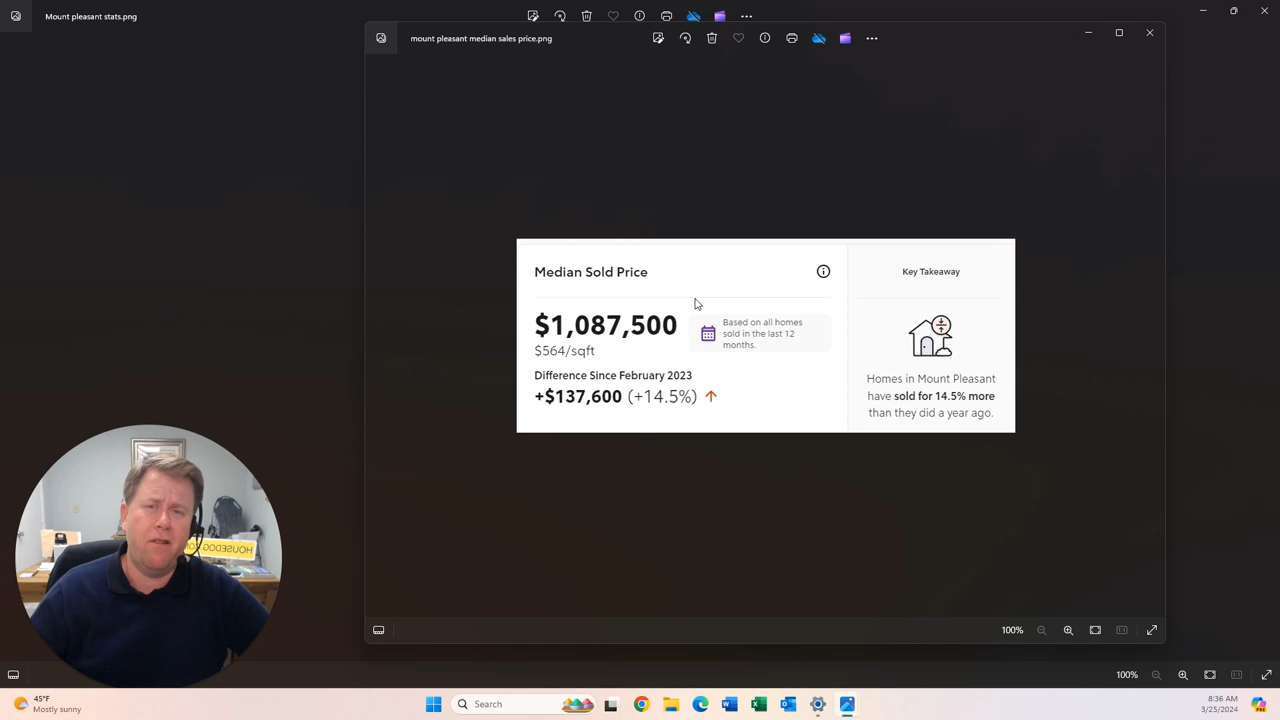 Mount pleasant stats.png
mount pleasant median sales price.png
Median Sold Price
Key Takeaway
$1,087,500
Based on all homes
sold in the last 12
months.
$564/sqft
Difference Since February 2023
+$137,600 (+14.5%)
Homes in Mount Pleasant
have sold for 14.5% more
than they did a year ago.
HOUSEDOG
100%
100%
45°F
Mostly sunny
Search
8:36 AM
3/25/2024